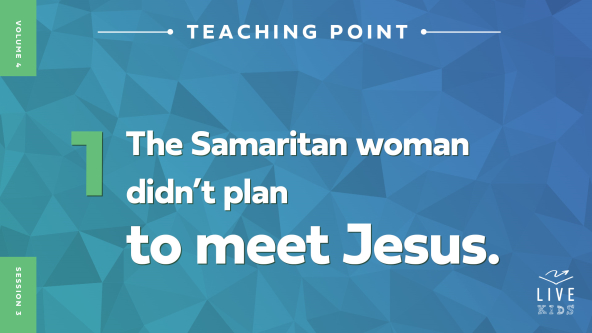 VOLUME 4
TEACHING POINT
1 The Samaritan woman
didn’t plan
to meet Jesus.
SESSION 3
LIVE
KIDS